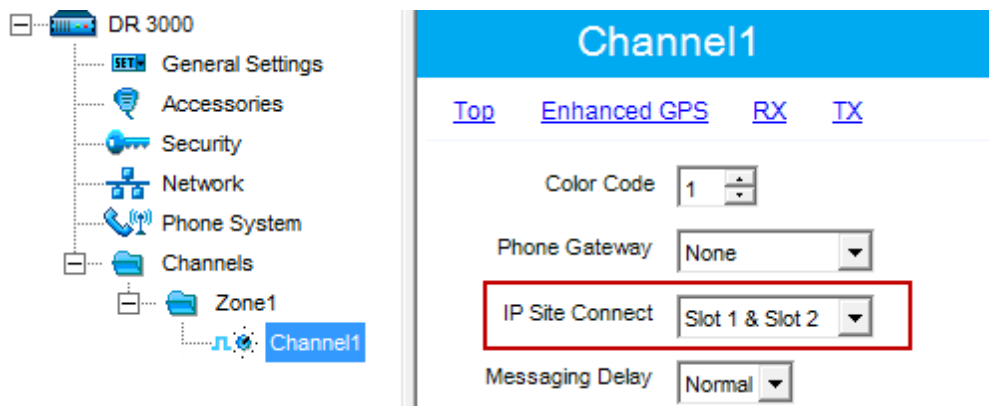 DR 3000
SET General Settings
Accessories
Security
Network
Phone System
Channels
Zone1
Channel1
Channel1
Top Enhanced GPS RX TX
Color Code 1
Phone Gateway None
IP Site Connect Slot 1 & Slot 2
Messaging Delay Normal